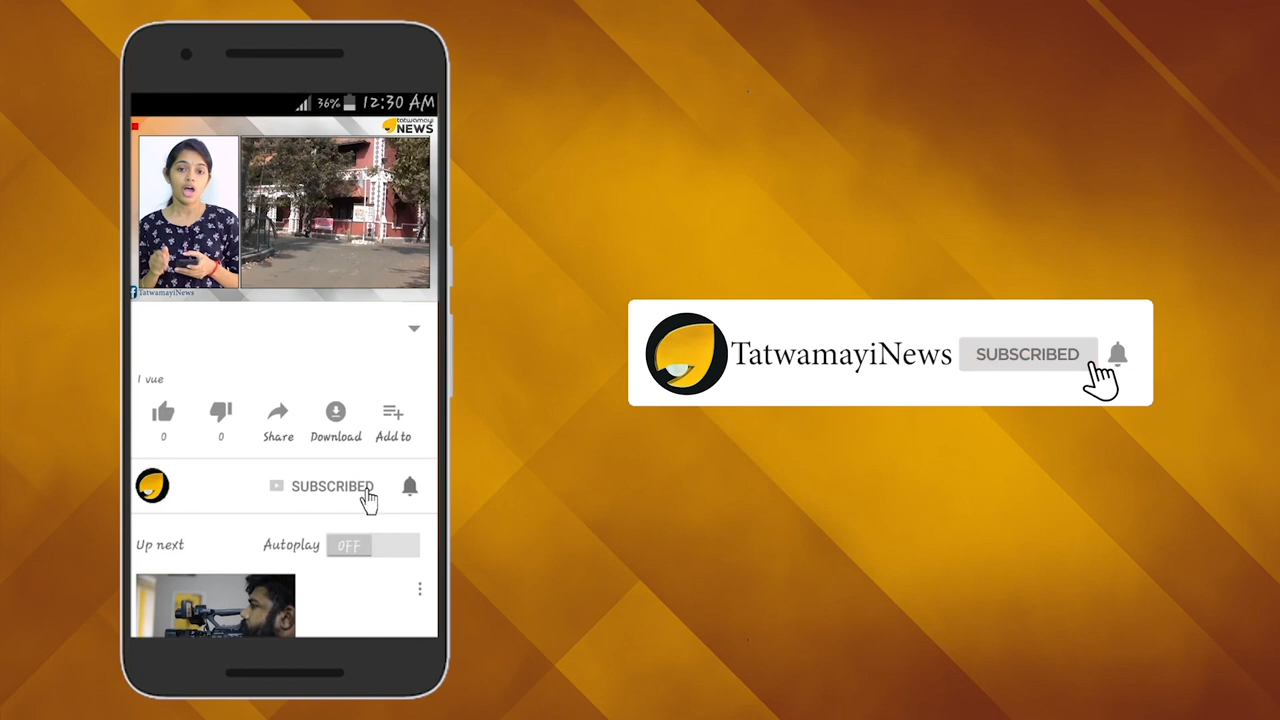 36% 12:30 AM
tatwamayi
NEWS
TatwamayiNews
1 vue
0 0 Share Download Add to
SUBSCRIBED
Up next Autoplay OFF
TatwamayiNews SUBSCRIBED